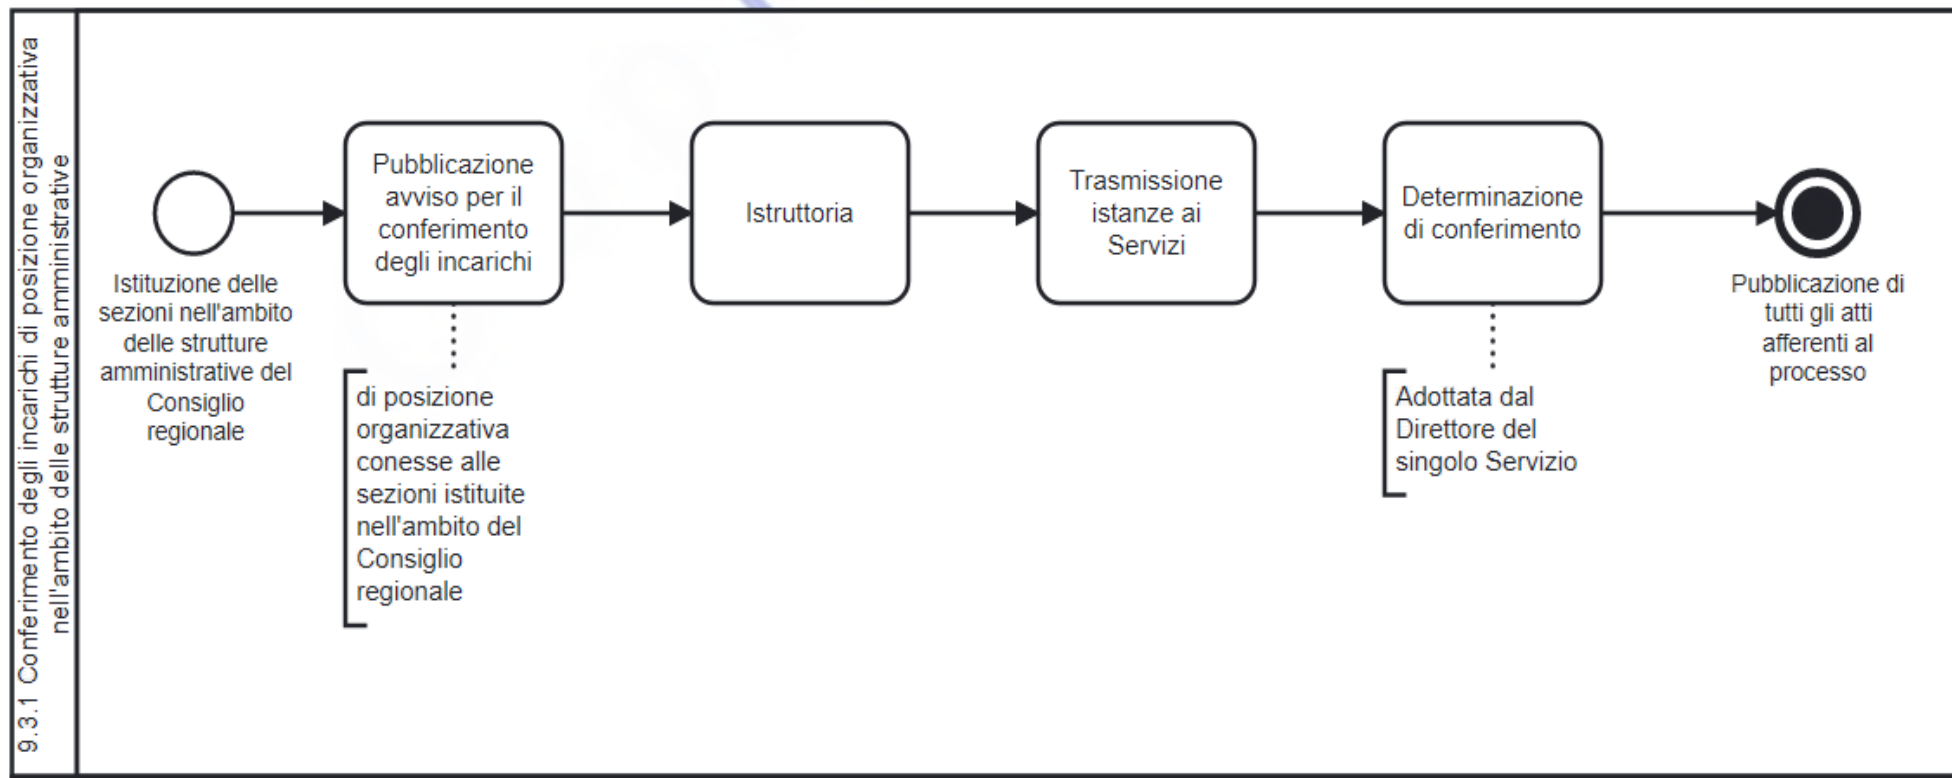 9.3.1 Conferimento degli incarichi di posizione organizzativa
nell'ambito delle strutture amministrative
Istituzione delle
sezioni nell'ambito
delle strutture
amministrative del
Consiglio
regionale
Pubblicazione
avviso per il
conferimento
degli incarichi
di posizione
organizzativa
conesse alle
sezioni istituite
nell'ambito del
Consiglio
regionale
Istruttoria
Trasmissione
istanze ai
Servizi
Determinazione
di conferimento
Adottata dal
Direttore del
singolo Servizio
Pubblicazione di
tutti gli atti
afferenti al
processo